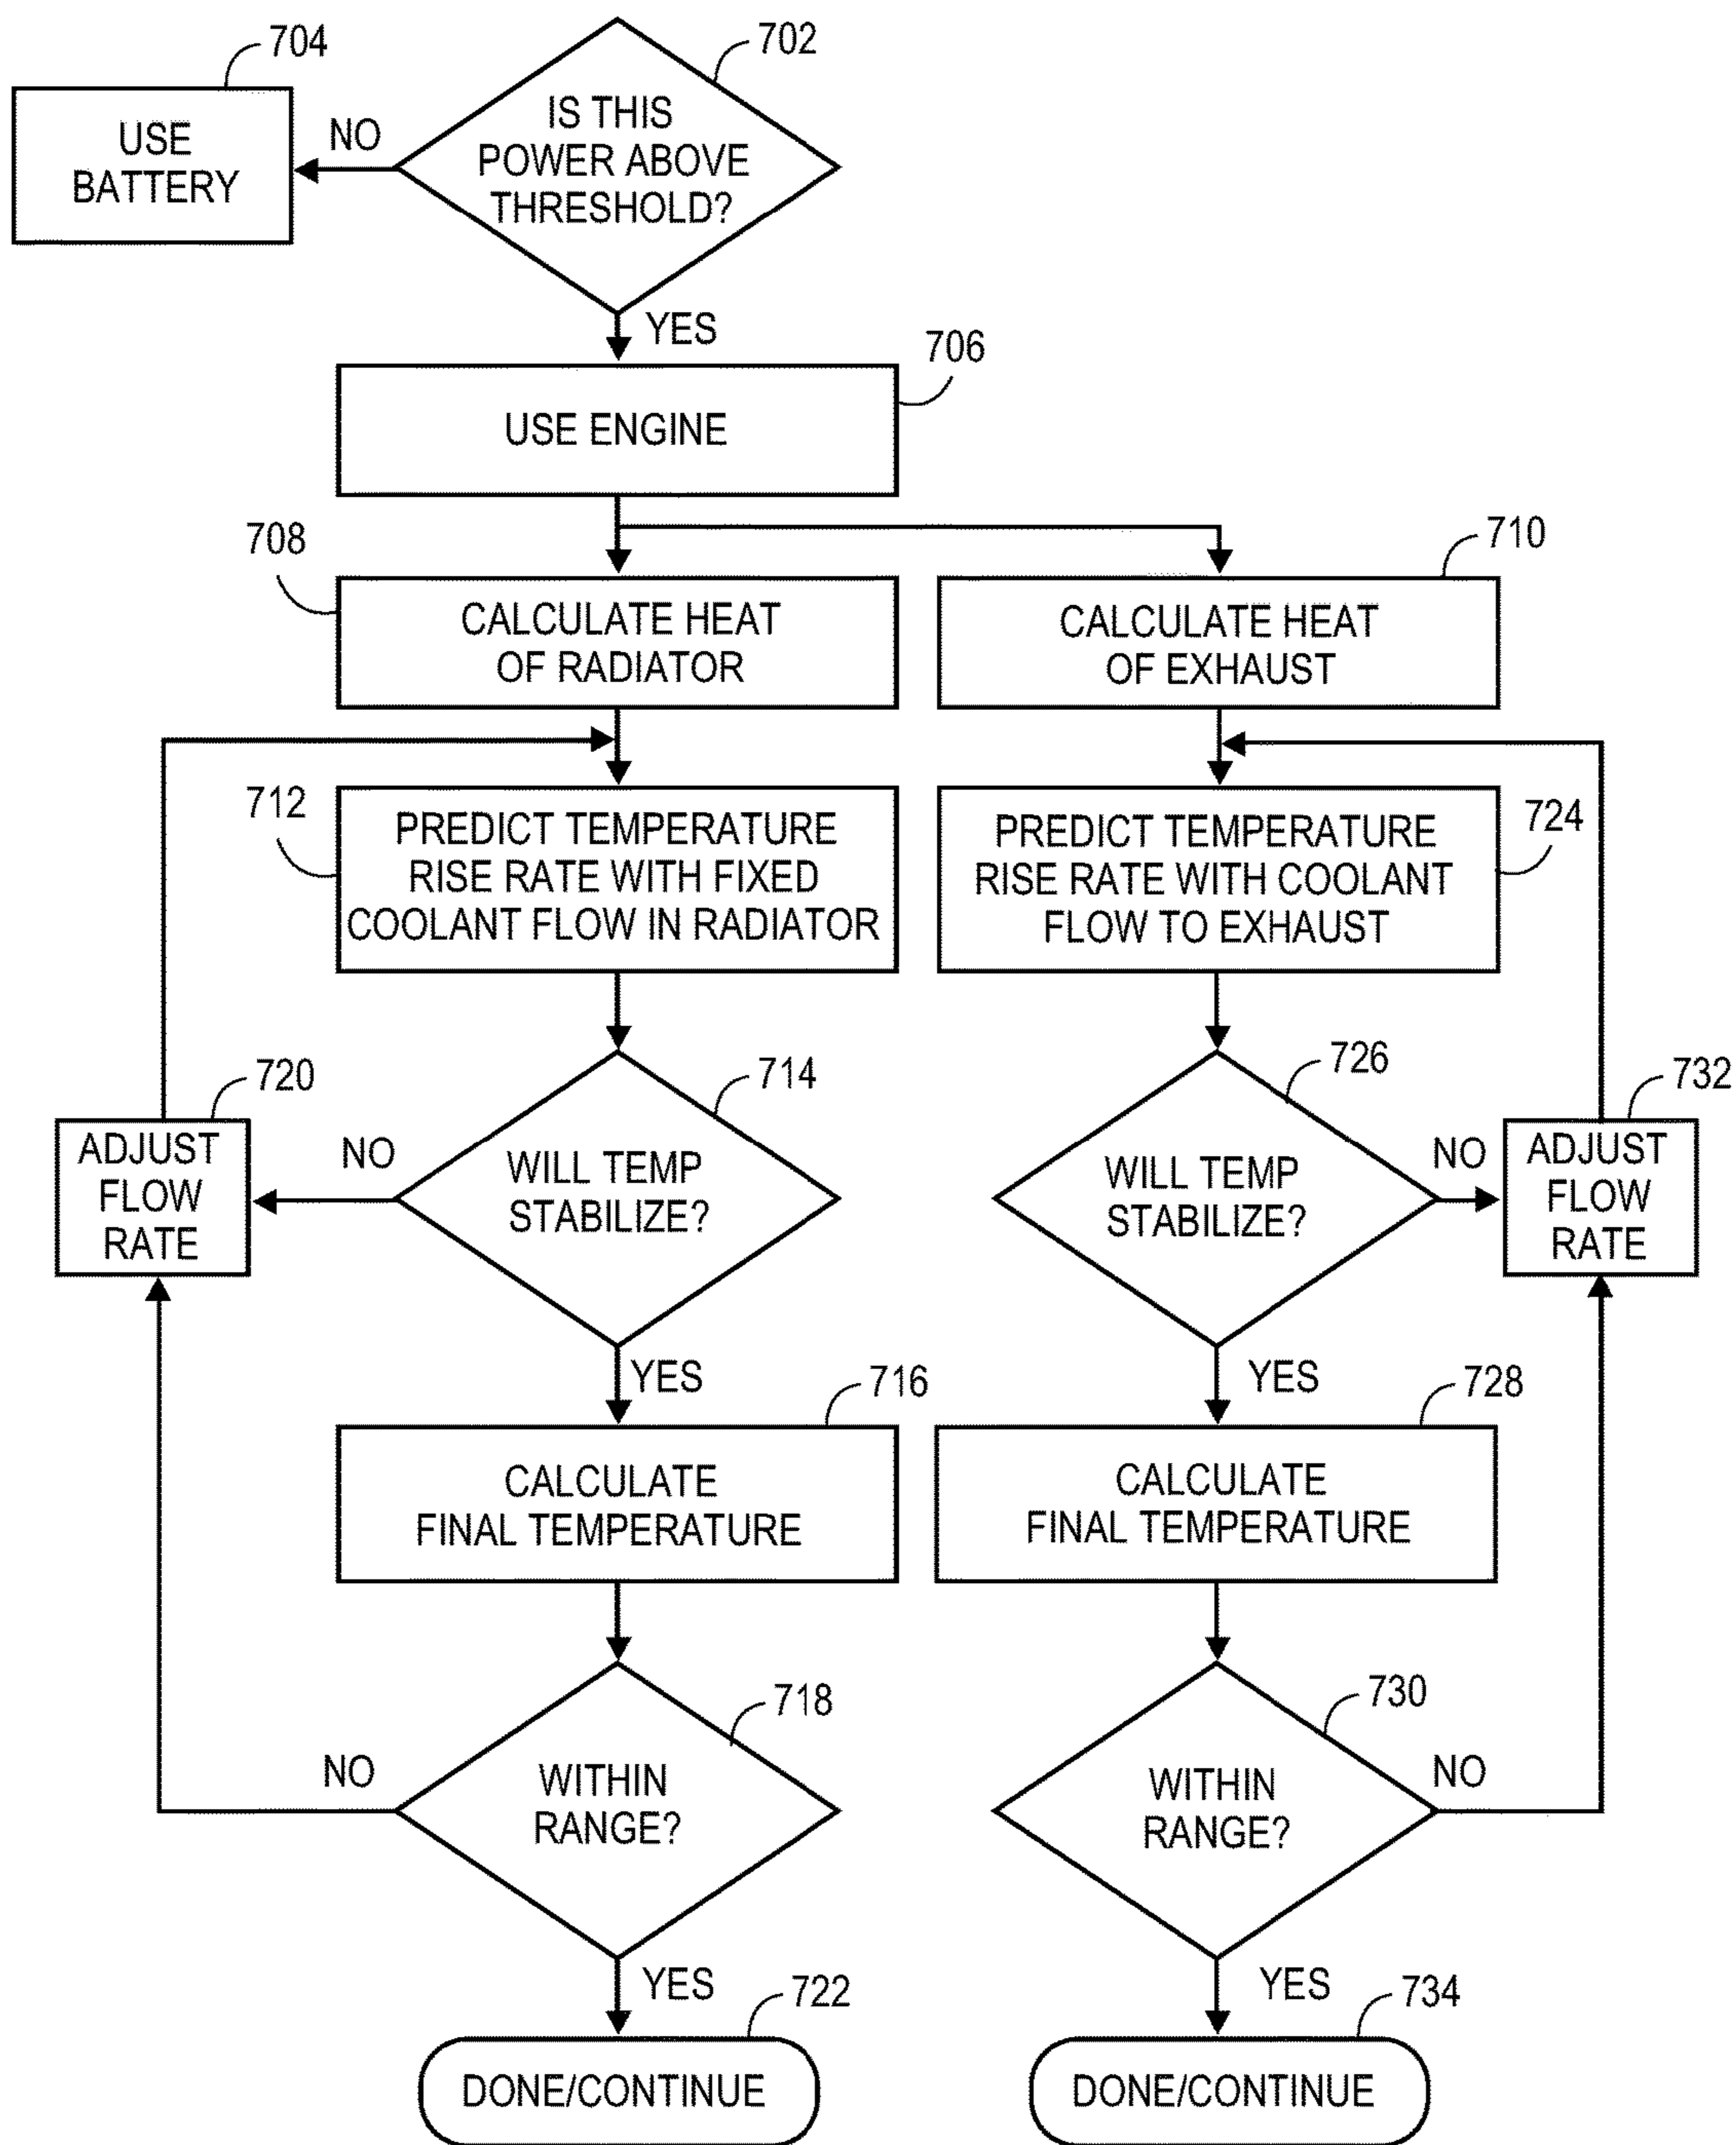 704
702
USE
BATTERY
NO
IS THIS
POWER ABOVE
THRESHOLD?
YES
706
USE ENGINE
708
710
CALCULATE HEAT
OF RADIATOR
CALCULATE HEAT
OF EXHAUST
712
PREDICT TEMPERATURE
RISE RATE WITH FIXED
COOLANT FLOW IN RADIATOR
724
PREDICT TEMPERATURE
RISE RATE WITH COOLANT
FLOW TO EXHAUST
720
714
726
732
ADJUST
FLOW
RATE
NO
WILL TEMP
STABILIZE?
WILL TEMP
STABILIZE?
NO
ADJUST
FLOW
RATE
YES
716
YES
728
CALCULATE
FINAL TEMPERATURE
CALCULATE
FINAL TEMPERATURE
718
730
NO
WITHIN
RANGE?
WITHIN
RANGE?
NO
YES
722
YES
734
DONE/CONTINUE
DONE/CONTINUE